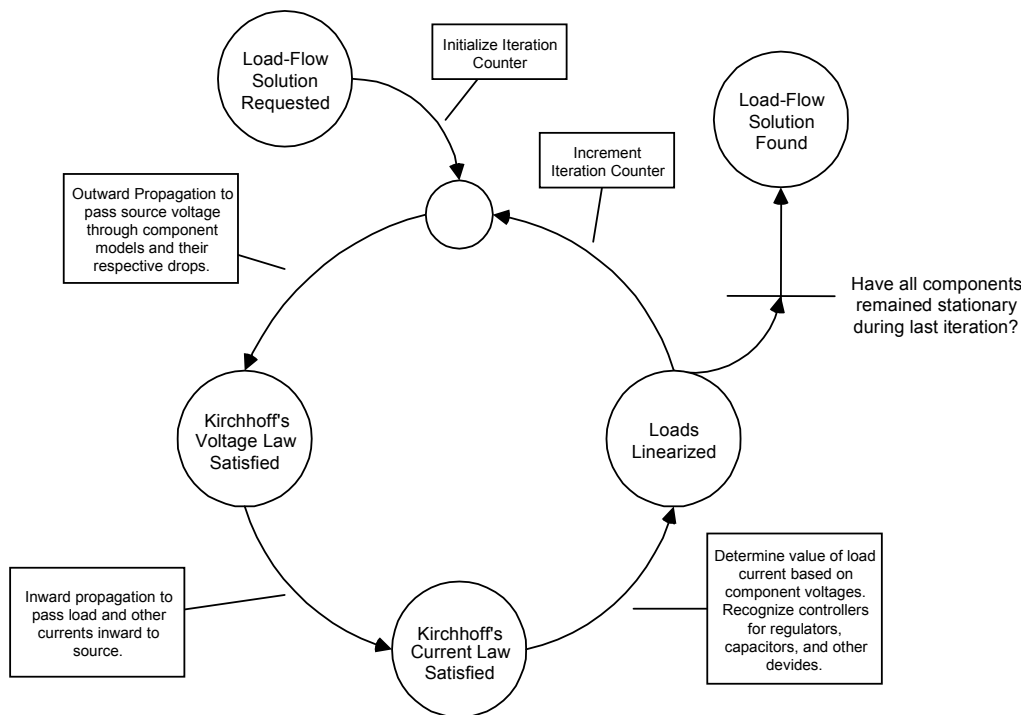 Load-Flow
Solution
Requested
Initialize Iteration
Counter
Load-Flow
Solution
Found
Increment
Iteration Counter
Outward Propagation to
pass source voltage
through component
models and their
respective drops.
Have all components
remained stationary
during last iteration?
Kirchhoff's
Voltage Law
Satisfied
Loads
Linearized
Inward propagation to
pass load and other
currents inward to
source.
Kirchhoff's
Current Law
Satisfied
Determine value of load
current based on
component voltages.
Recognize controllers
for regulators,
capacitors, and other
devides.